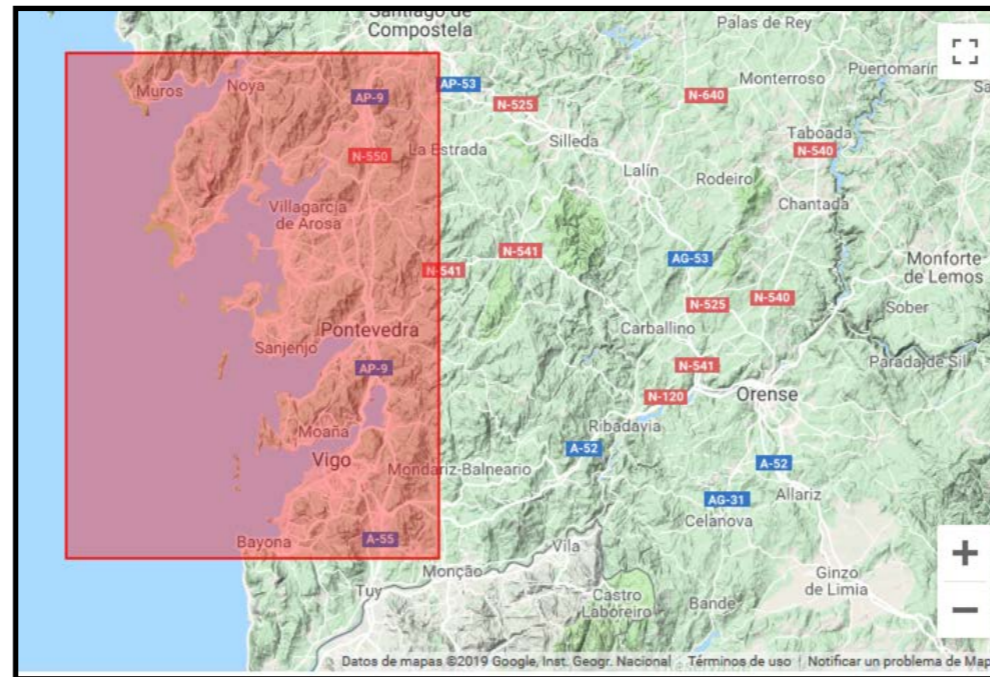 Santiago de
Compostela
Palas de Rey
Muros
Noya
AP-9
AP-53
N-525
N-640
Monterroso
Silleda
Taboada
N-540
N-550
La Estrada
Lalín
Rodeiro
Chantada
Villagarcía
de Arosa
N-541
N-541
AG-53
Monforte
de Lemos
N-525
N-540
Sober
Pontevedra
Sanjenjo
Carballino
Parada de Sil
AP-9
N-541
N-120
Orense
Moaña
Vigo
Ribadavia
Mondariz-Balneario
A-52
A-52
AG-31
Allariz
Celanova
Bayona
A-55
Vila
Monção
Tuy
Castro
Laboreiro
Bande
Ginzo
de Limia
Datos de mapas ©2019 Google, Inst. Geogr. Nacional
Términos de uso
Notificar un problema de Map